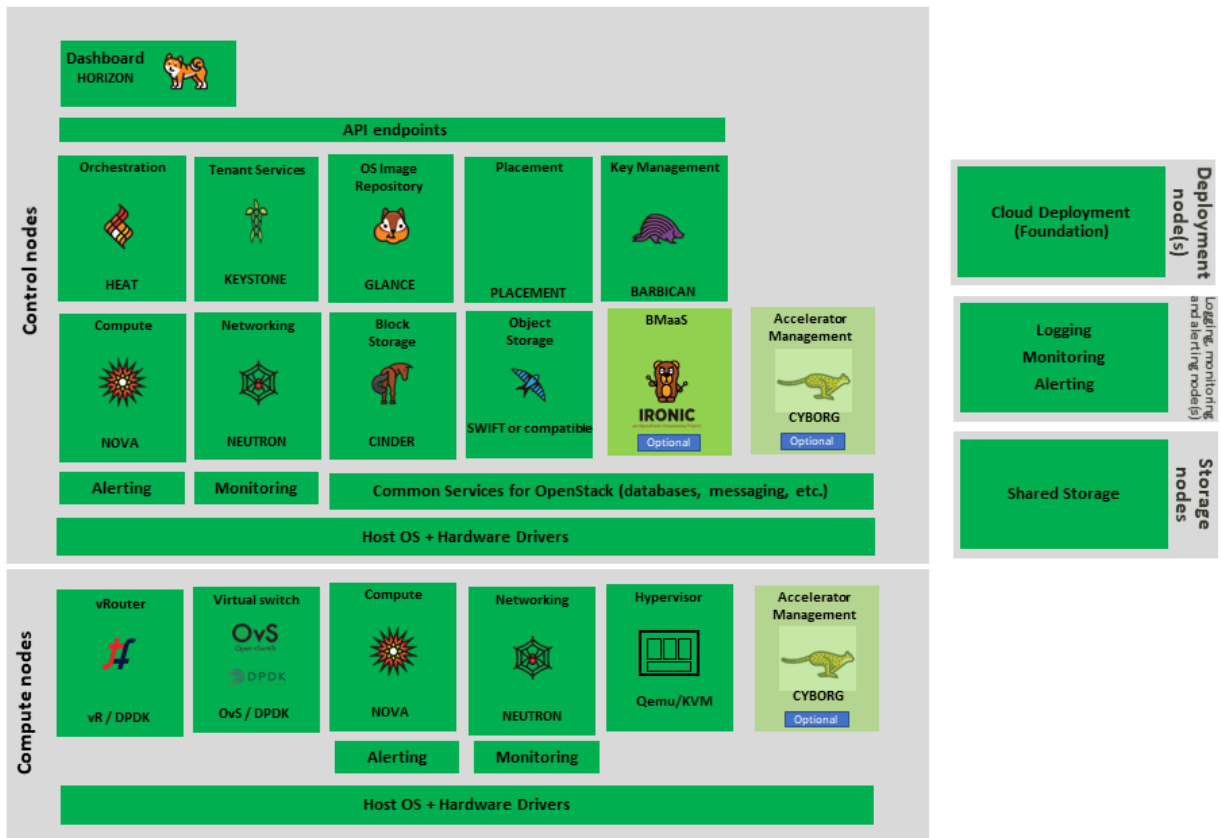 Dashboard
HORIZON
API endpoints
Orchestration
HEAT
Tenant Services
KEYSTONE
OS Image
Repository
GLANCE
Placement
PLACEMENT
Key Management
BARBICAN
Control nodes
Compute
NOVA
Networking
NEUTRON
Block
Storage
CINDER
Object
Storage
SWIFT or compatible
BMaaS
IRONIC
Optional
Accelerator
Management
CYBORG
Optional
Alerting
Monitoring
Common Services for OpenStack (databases, messaging, etc.)
Host OS + Hardware Drivers
Compute nodes
vRouter
vR / DPDK
Virtual switch
OvS
Open vSwitch
DPDK
OvS / DPDK
Compute
NOVA
Networking
NEUTRON
Hypervisor
Qemu/KVM
Accelerator
Management
CYBORG
Optional
Alerting
Monitoring
Host OS + Hardware Drivers
Cloud Deployment
(Foundation)
Deployment
node(s)
Logging
Monitoring
Alerting
Logging, monitoring
and alerting node(s)
Shared Storage
Storage
nodes